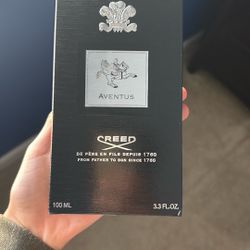 AVENTUS
CREED
DE PÈRE EN FILS DEPUIS 1760
FROM FATHER TO SON SINCE 1760
100 ML 3.3 FL.OZ.